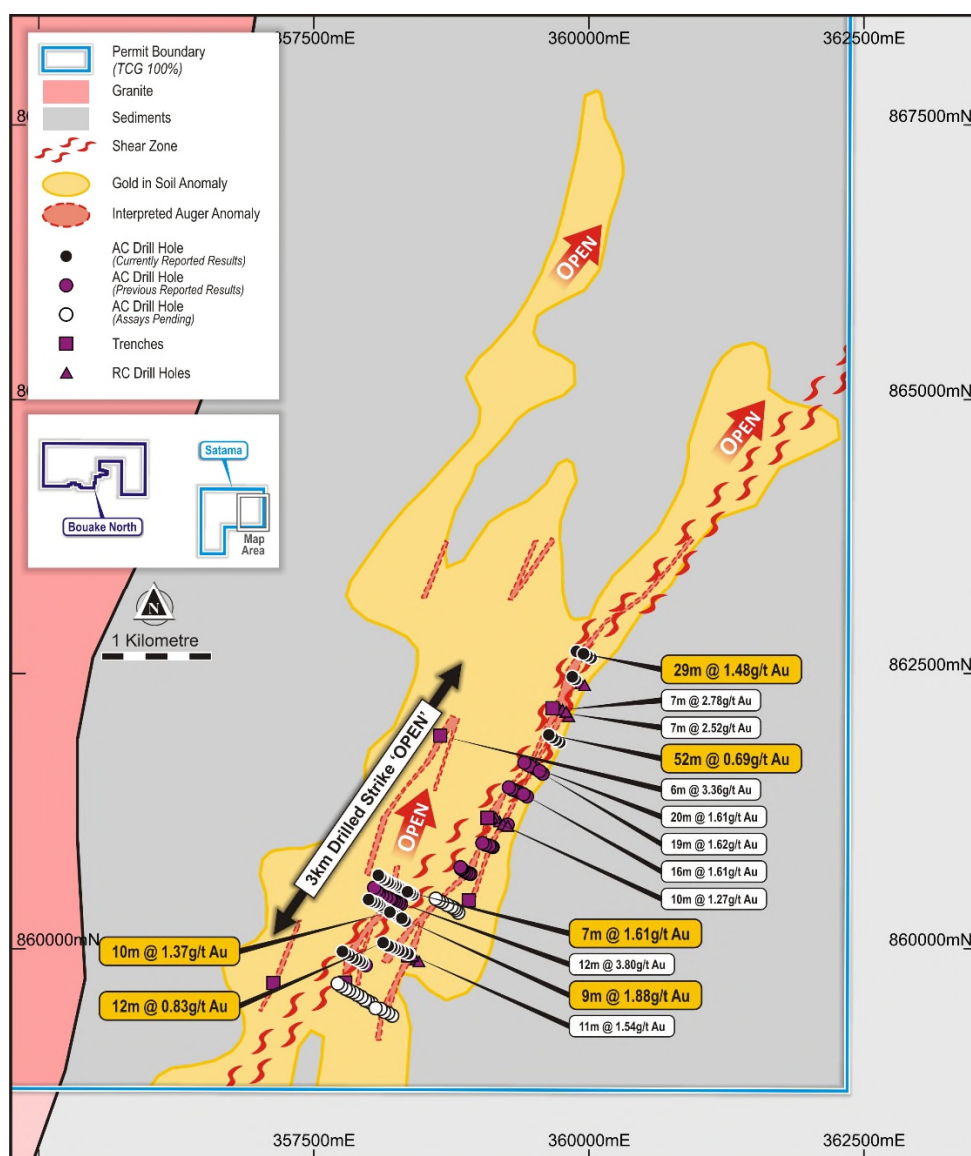 357500mE
360000mE
362500mE
Permit Boundary
(TCG 100%)
Granite
Sediments
Shear Zone
Gold in Soil Anomaly
Interpreted Auger Anomaly
AC Drill Hole
(Currently Reported Results)
AC Drill Hole
(Previous Reported Results)
AC Drill Hole
(Assays Pending)
Trenches
RC Drill Holes
867500mN
OPEN
865000mN
OPEN
Satama
Bouake North
Map
Area
N
1 Kilometre
862500mN
29m @ 1.48g/t Au
7m @ 2.78g/t Au
7m @ 2.52g/t Au
52m @ 0.69g/t Au
6m @ 3.36g/t Au
20m @ 1.61g/t Au
19m @ 1.62g/t Au
16m @ 1.61g/t Au
10m @ 1.27g/t Au
3km Drilled Strike 'OPEN'
OPEN
860000mN
860000mN
10m @ 1.37g/t Au
12m @ 0.83g/t Au
7m @ 1.61g/t Au
12m @ 3.80g/t Au
9m @ 1.88g/t Au
11m @ 1.54g/t Au
357500mE
360000mE
362500mE